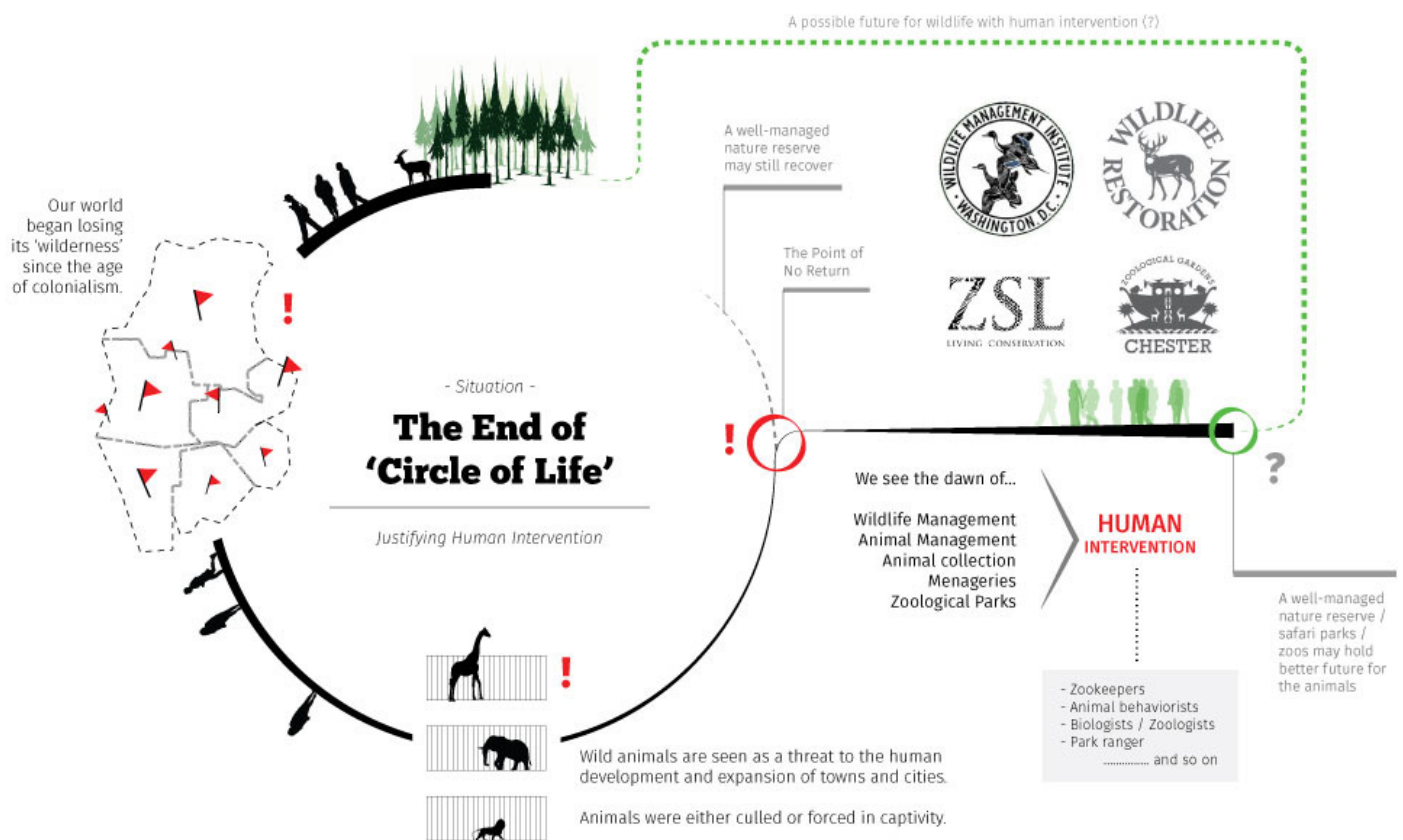 A possible future for wildlife with human intervention (?)
A well-managed
nature reserve
may still recover
WILDLIFE MANAGEMENT INSTITUTE
· WASHINGTON D.C. ·
WILDLIFE
RESTORATION
Our world
began losing
its 'wilderness'
since the age
of colonialism.
!
The Point of
No Return
ZSL
LIVING CONSERVATION
ZOOLOGICAL GARDENS
CHESTER
- Situation -
The End of
'Circle of Life'
Justifying Human Intervention
!
?
We see the dawn of...
Wildlife Management
Animal Management
Animal collection
Menageries
Zoological Parks
HUMAN
INTERVENTION
A well-managed
nature reserve /
safari parks /
zoos may hold
better future for
the animals
- Zookeepers
- Animal behaviorists
- Biologists / Zoologists
- Park ranger
............... and so on
!
Wild animals are seen as a threat to the human
development and expansion of towns and cities.
Animals were either culled or forced in captivity.